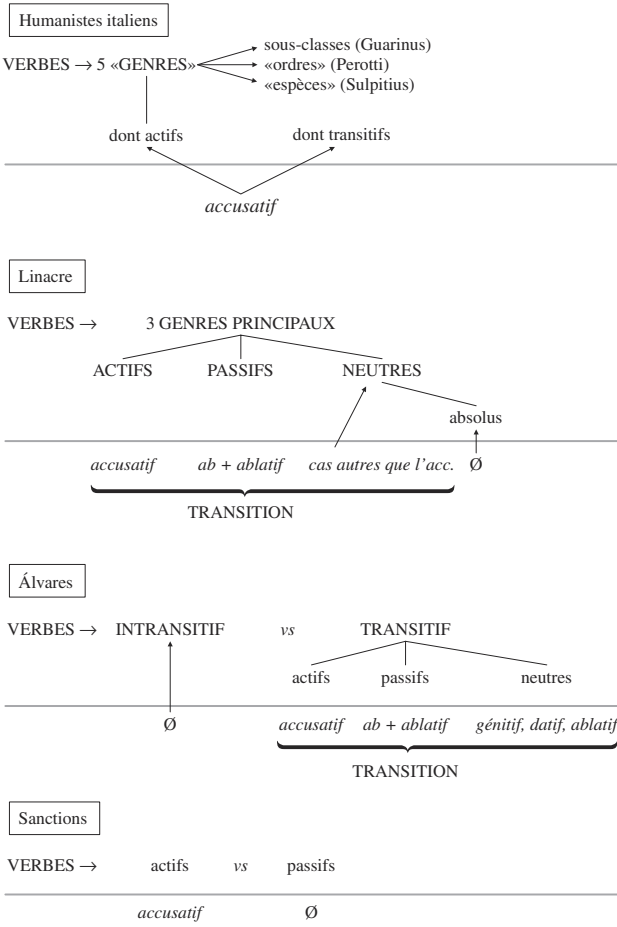 Humanistes italiens
sous-classes (Guarinus)
VERBES → 5 «GENRES» «ordres» (Perotti)
«espèces» (Sulpitius)
dont actifs dont transitifs
accusatif
Linacre
VERBES → 3 GENRES PRINCIPAUX
ACTIFS PASSIFS NEUTRES
absolus
accusatif ab + ablatif cas autres que l’acc. Ø
TRANSITION
Álvares
VERBES → INTRANSITIF vs TRANSITIF
actifs passifs neutres
Ø accusatif ab + ablatif génitif, datif, ablatif
TRANSITION
Sanctions
VERBES → actifs vs passifs
accusatif Ø